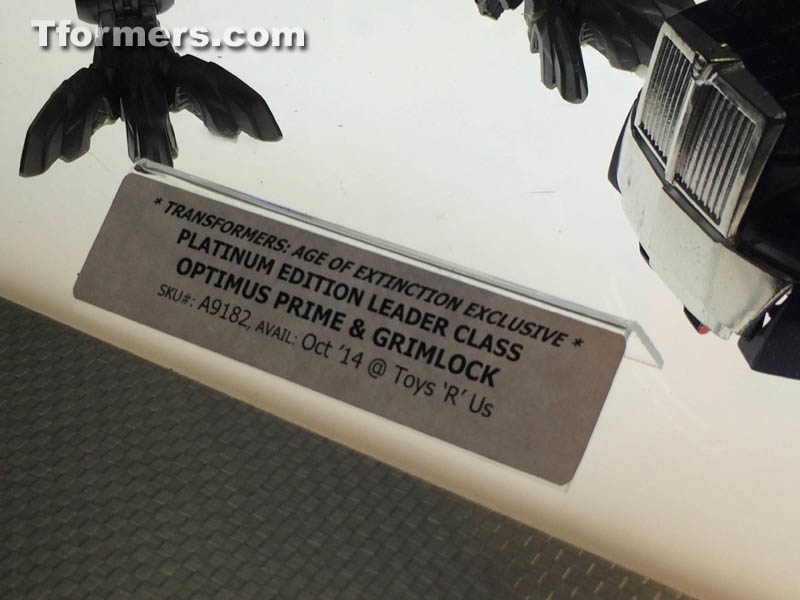 Tformers.com
* TRANSFORMERS: AGE OF EXTINCTION EXCLUSIVE *
PLATINUM EDITION LEADER CLASS
OPTIMUS PRIME & GRIMLOCK
SKU#: A9182, AVAIL: Oct '14 @ Toys 'R' Us